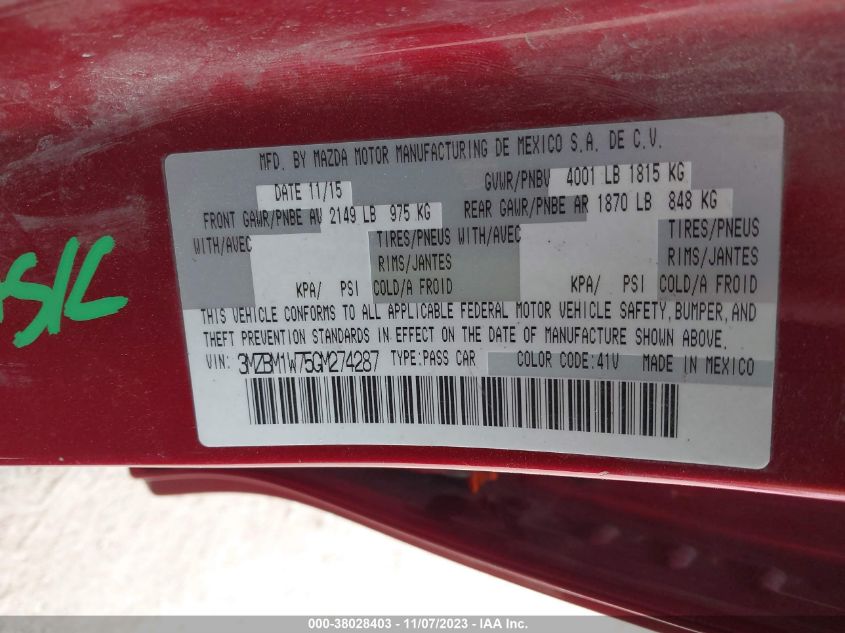 MFD. BY MAZDA MOTOR MANUFACTURING DE MEXICO S.A. DE C.V.
DATE 11/15 GVWR/PNBV 4001 LB 1815 KG
FRONT GAWR/PNBE AV 2149 LB 975 KG REAR GAWR/PNBE AR 1870 LB 848 KG
WITH/AVEC TIRES/PNEUS WITH/AVEC TIRES/PNEUS
RIMS/JANTES RIMS/JANTES
KPA/ PSI COLD/A FROID KPA/ PSI COLD/A FROID
THIS VEHICLE CONFORMS TO ALL APPLICABLE FEDERAL MOTOR VEHICLE SAFETY, BUMPER, AND
THEFT PREVENTION STANDARDS IN EFFECT ON THE DATE OF MANUFACTURE SHOWN ABOVE.
VIN: 3MZBM1W75GM274287 TYPE:PASS CAR COLOR CODE:41V MADE IN MEXICO
000-38028403 - 11/07/2023 - IAA Inc.